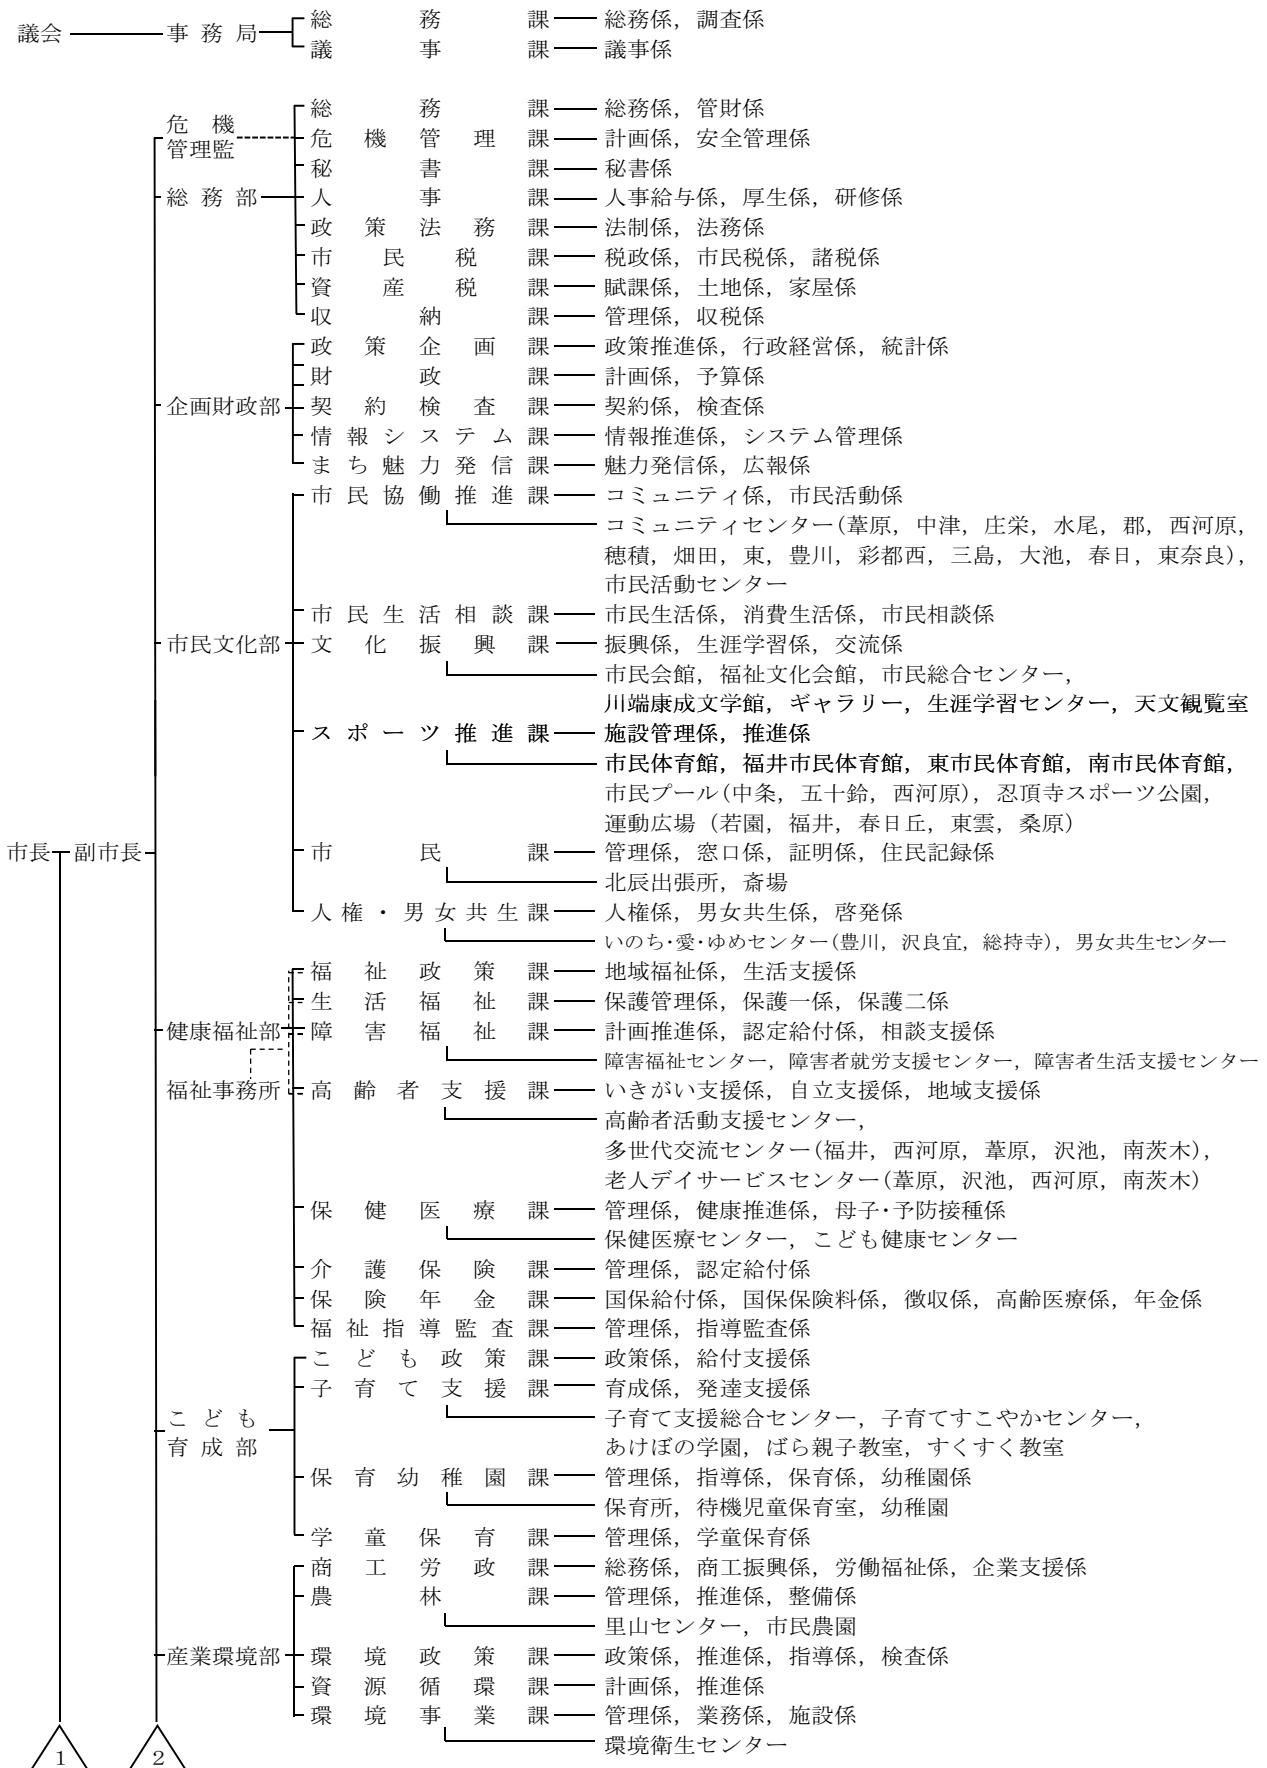 議会 事務局 総務課 総務係，調査係
議事課 議事係
総務課 総務係，管財係
危機管理監 危機管理課 計画係，安全管理係
秘書課 秘書係
総務部 人事課 人事給与係，厚生係，研修係
政策法務課 法制係，法務係
市民税課 税政係，市民税係，諸税係
資産税課 賦課係，土地係，家屋係
収納課 管理係，収税係
政策企画課 政策推進係，行政経営係，統計係
財政課 計画係，予算係
企画財政部 契約検査課 契約係，検査係
情報システム課 情報推進係，システム管理係
まち魅力発信課 魅力発信係，広報係
市民協働推進課 コミュニティ係，市民活動係
コミュニティセンター(葦原，中津，庄栄，水尾，郡，西河原，
穂積，畑田，東，豊川，彩都西，三島，大池，春日，東奈良)，
市民活動センター
市民生活相談課 市民生活係，消費生活係，市民相談係
市民文化部 文化振興課 振興係，生涯学習係，交流係
市民会館，福祉文化会館，市民総合センター，
川端康成文学館，ギャラリー，生涯学習センター，天文観覧室
スポーツ推進課 施設管理係，推進係
市民体育館，福井市民体育館，東市民体育館，南市民体育館，
市民プール(中条，五十鈴，西河原)，忍頂寺スポーツ公園，
運動広場（若園，福井，春日丘，東雲，桑原）
市長 副市長 市民課 管理係，窓口係，証明係，住民記録係
北辰出張所，斎場
人権・男女共生課 人権係，男女共生係，啓発係
いのち・愛・ゆめセンター(豊川，沢良宜，総持寺)，男女共生センター
福祉政策課 地域福祉係，生活支援係
生活福祉課 保護管理係，保護一係，保護二係
健康福祉部 障害福祉課 計画推進係，認定給付係，相談支援係
障害福祉センター，障害者就労支援センター，障害者生活支援センター
福祉事務所 高齢者支援課 いきがい支援係，自立支援係，地域支援係
高齢者活動支援センター，
多世代交流センター(福井，西河原，葦原，沢池，南茨木)，
老人デイサービスセンター(葦原，沢池，西河原，南茨木)
保健医療課 管理係，健康推進係，母子・予防接種係
保健医療センター，こども健康センター
介護保険課 管理係，認定給付係
保険年金課 国保給付係，国保保険料係，徴収係，高齢医療係，年金係
福祉指導監査課 管理係，指導監査係
こども政策課 政策係，給付支援係
子育て支援課 育成係，発達支援係
こども育成部 子育て支援総合センター，子育てすこやかセンター，
あけぼの学園，ばら親子教室，すくすく教室
保育幼稚園課 管理係，指導係，保育係，幼稚園係
保育所，待機児童保育室，幼稚園
学童保育課 管理係，学童保育係
商工労政課 総務係，商工振興係，労働福祉係，企業支援係
農林課 管理係，推進係，整備係
里山センター，市民農園
産業環境部 環境政策課 政策係，推進係，指導係，検査係
資源循環課 計画係，推進係
環境事業課 管理係，業務係，施設係
環境衛生センター
1 2